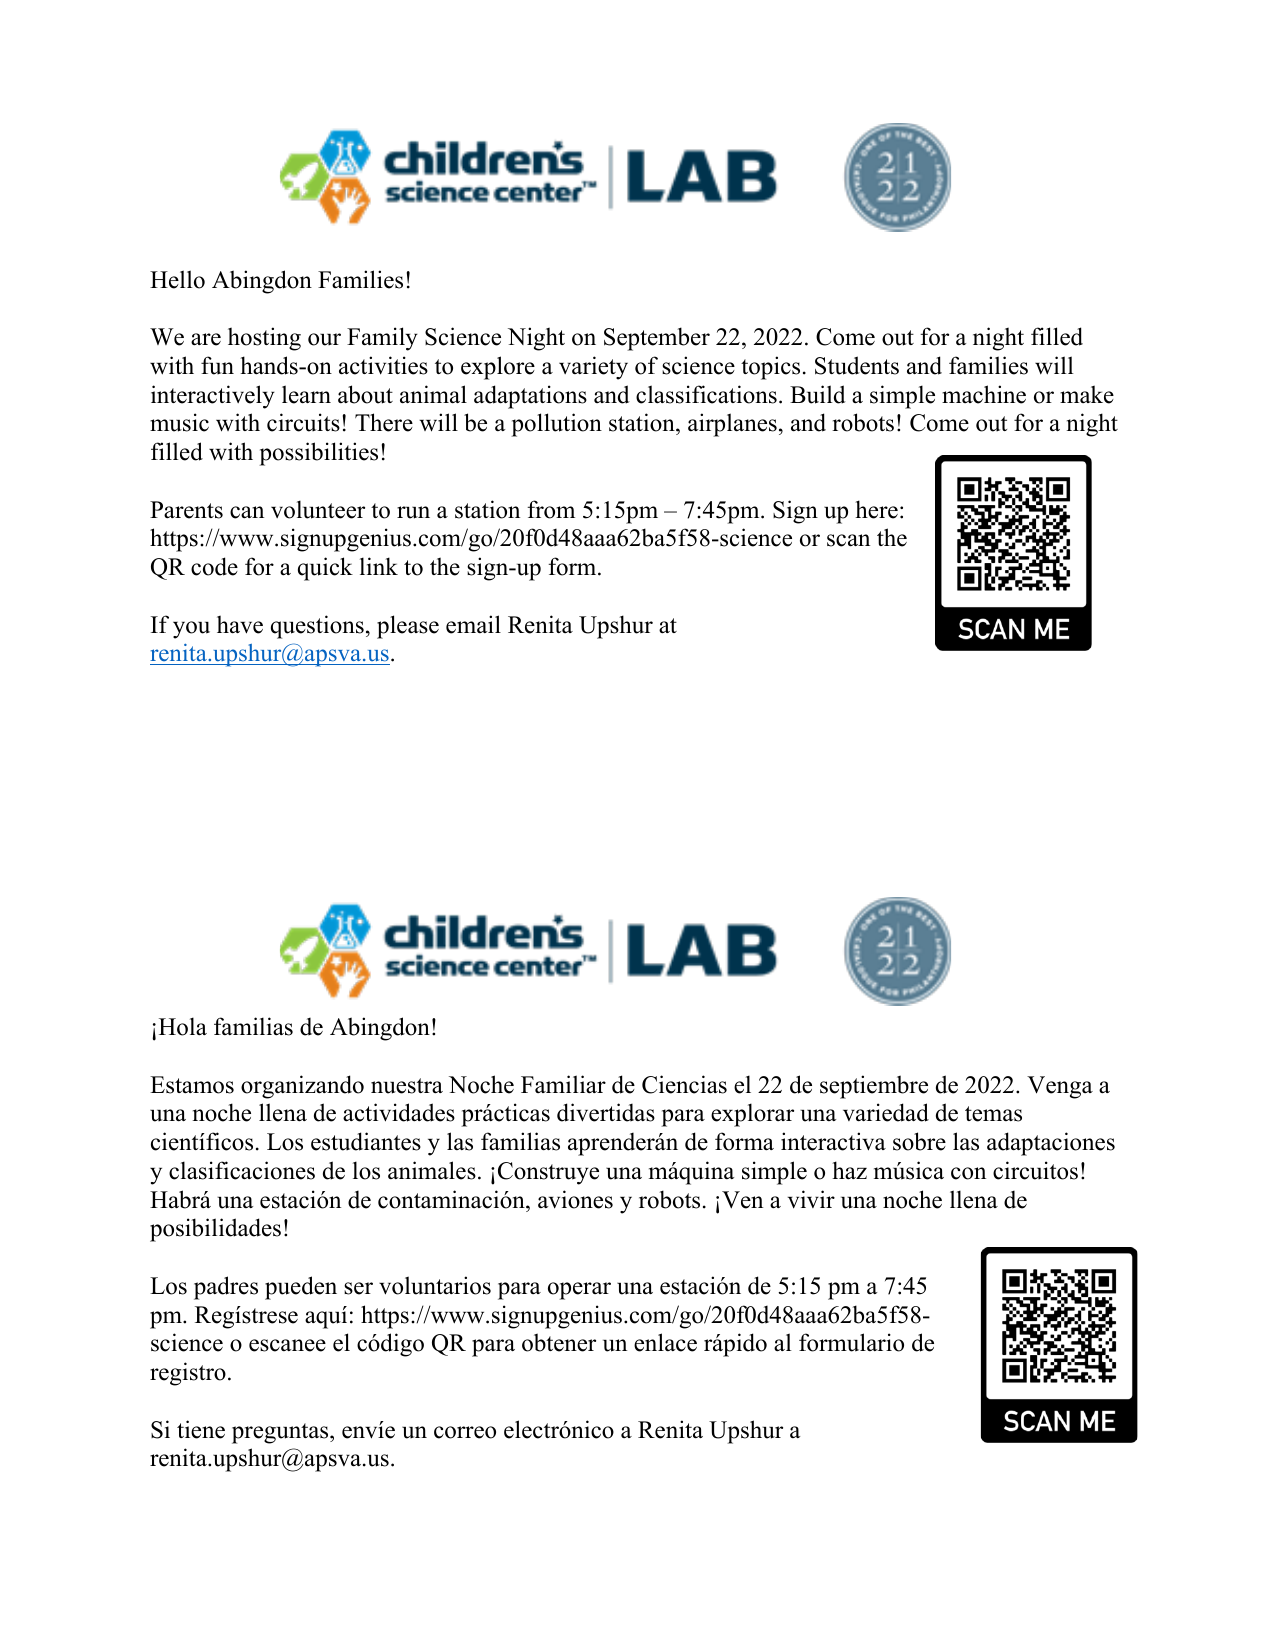 children's
science center™ LAB
ONE OF THE BEST
21
22
CATALOGUE FOR PHILANTHROPY
Hello Abingdon Families!
We are hosting our Family Science Night on September 22, 2022. Come out for a night filled
with fun hands-on activities to explore a variety of science topics. Students and families will
interactively learn about animal adaptations and classifications. Build a simple machine or make
music with circuits! There will be a pollution station, airplanes, and robots! Come out for a night
filled with possibilities!
Parents can volunteer to run a station from 5:15pm – 7:45pm. Sign up here:
https://www.signupgenius.com/go/20f0d48aaa62ba5f58-science or scan the
QR code for a quick link to the sign-up form.
If you have questions, please email Renita Upshur at
renita.upshur@apsva.us.
SCAN ME
children's
science center™ LAB
ONE OF THE BEST
21
22
CATALOGUE FOR PHILANTHROPY
¡Hola familias de Abingdon!
Estamos organizando nuestra Noche Familiar de Ciencias el 22 de septiembre de 2022. Venga a
una noche llena de actividades prácticas divertidas para explorar una variedad de temas
científicos. Los estudiantes y las familias aprenderán de forma interactiva sobre las adaptaciones
y clasificaciones de los animales. ¡Construye una máquina simple o haz música con circuitos!
Habrá una estación de contaminación, aviones y robots. ¡Ven a vivir una noche llena de
posibilidades!
Los padres pueden ser voluntarios para operar una estación de 5:15 pm a 7:45
pm. Regístrese aquí: https://www.signupgenius.com/go/20f0d48aaa62ba5f58-
science o escanee el código QR para obtener un enlace rápido al formulario de
registro.
Si tiene preguntas, envíe un correo electrónico a Renita Upshur a
renita.upshur@apsva.us.
SCAN ME